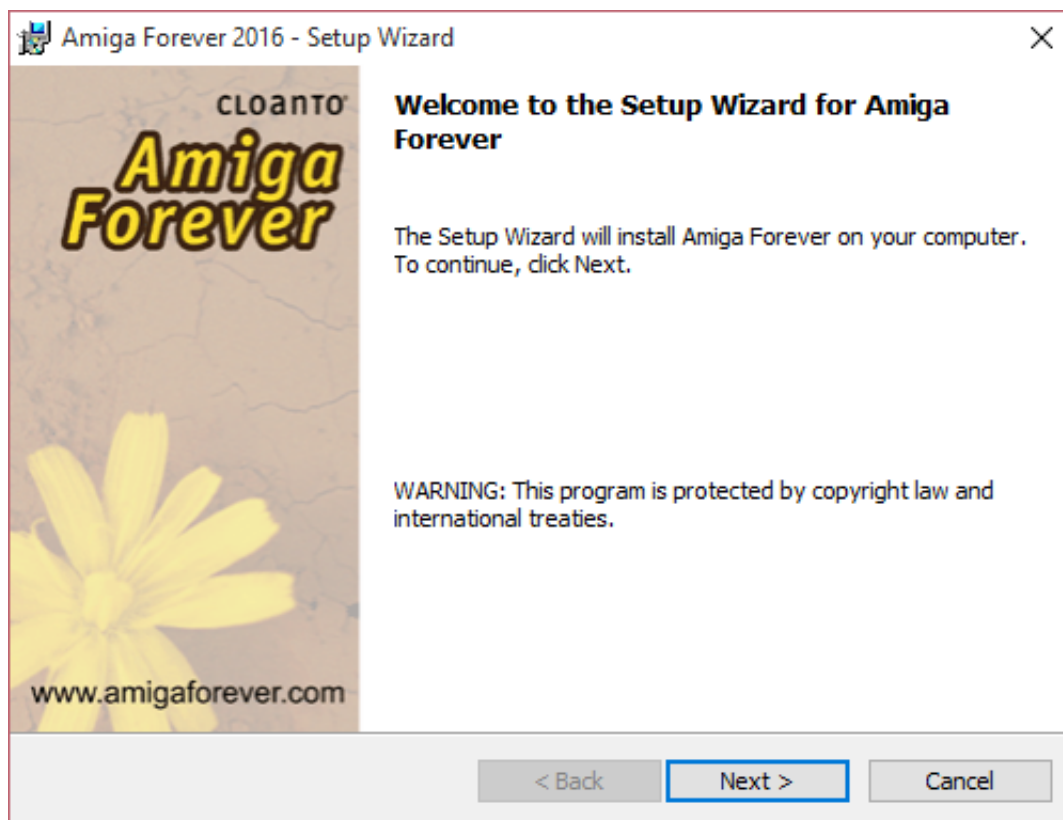 Amiga Forever 2016 - Setup Wizard
CLOANTO
Amiga
Forever
Welcome to the Setup Wizard for Amiga
Forever
The Setup Wizard will install Amiga Forever on your computer.
To continue, click Next.
WARNING: This program is protected by copyright law and
international treaties.
www.amigaforever.com
< Back
Next >
Cancel